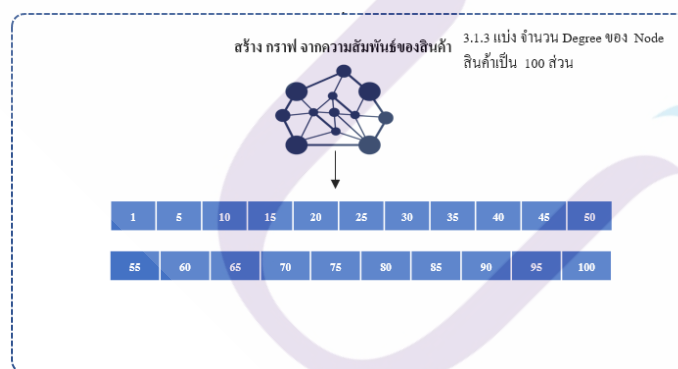 สร้าง กราฟ จากความสัมพันธ์ของสินค้า
3.1.3 แบ่ง จำนวน Degree ของ Node
สินค้าเป็น 100 ส่วน
1 5 10 15 20 25 30 35 40 45 50
55 60 65 70 75 80 85 90 95 100